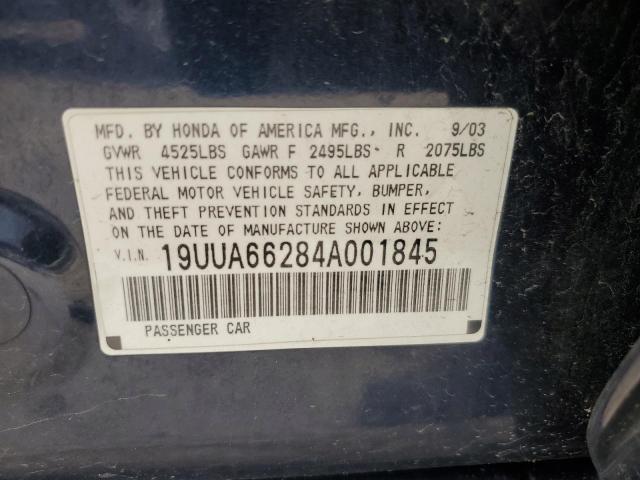 MFD. BY HONDA OF AMERICA MFG., INC. 9/03
GVWR 4525LBS GAWR F 2495LBS R 2075LBS
THIS VEHICLE CONFORMS TO ALL APPLICABLE
FEDERAL MOTOR VEHICLE SAFETY, BUMPER,
AND THEFT PREVENTION STANDARDS IN EFFECT
ON THE DATE OF MANUFACTURE SHOWN ABOVE:
V.I.N. 19UUA66284A001845
PASSENGER CAR